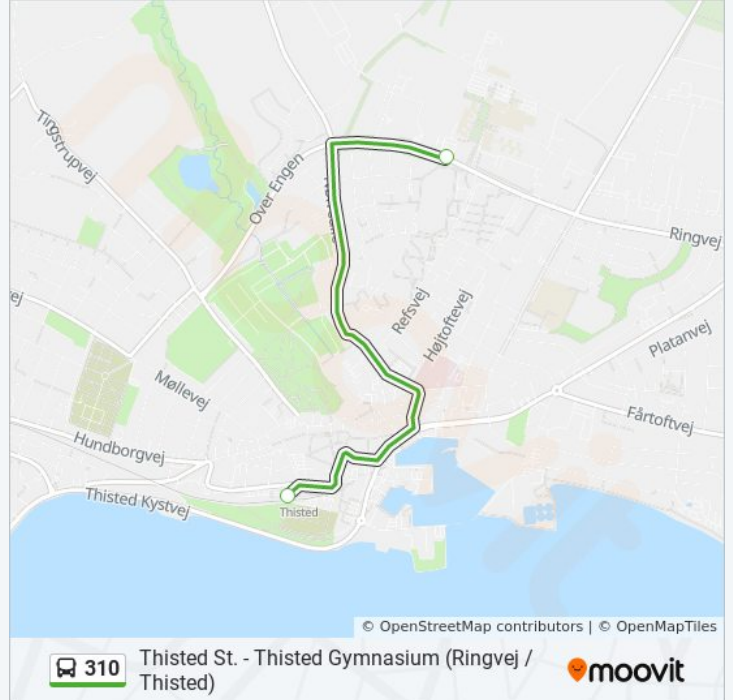 Tingstrupvej
Over Engen
Ringvej
ej
Refsvej
Højtoftevej
Platanvej
Møllevej
Fårtoftvej
Hundborgvej
Thisted Kystvej
Thisted
© OpenStreetMap contributors | © OpenMapTiles
310
Thisted St. - Thisted Gymnasium (Ringvej /
Thisted)
moovit